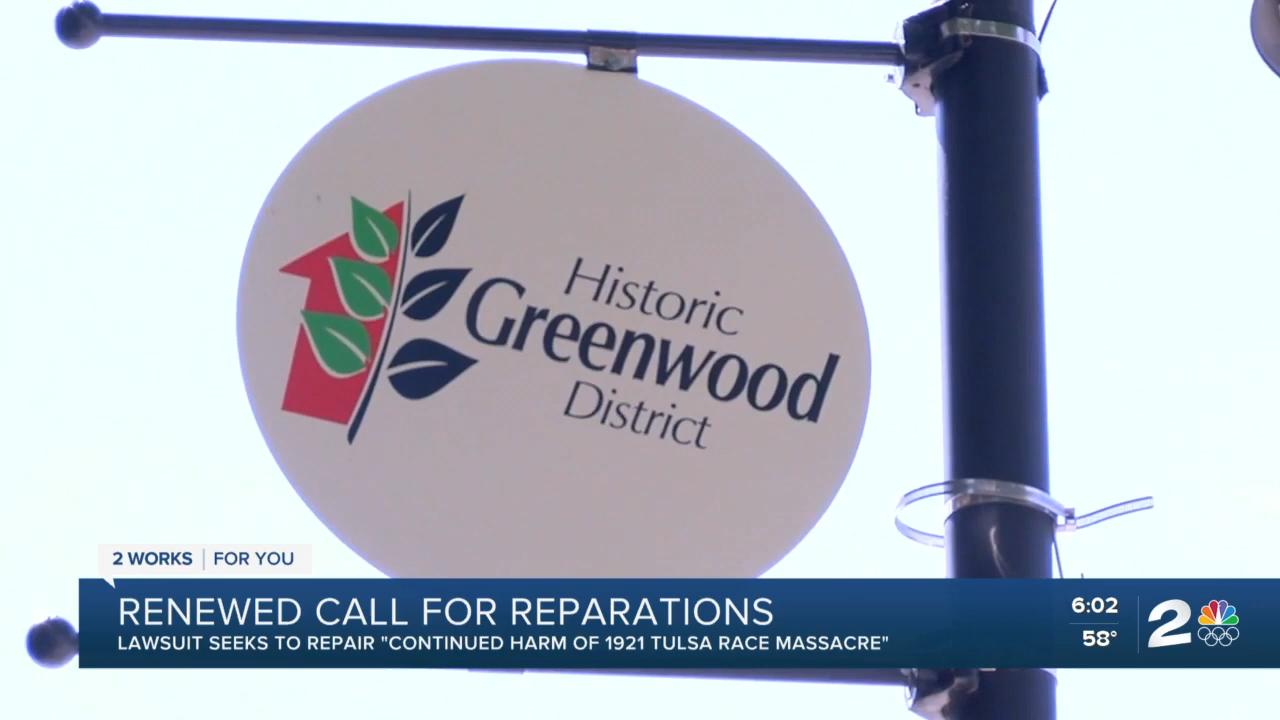 Historic
Greenwood
District
2 WORKS | FOR YOU
RENEWED CALL FOR REPARATIONS
LAWSUIT SEEKS TO REPAIR "CONTINUED HARM OF 1921 TULSA RACE MASSACRE"
6:02
58°
2